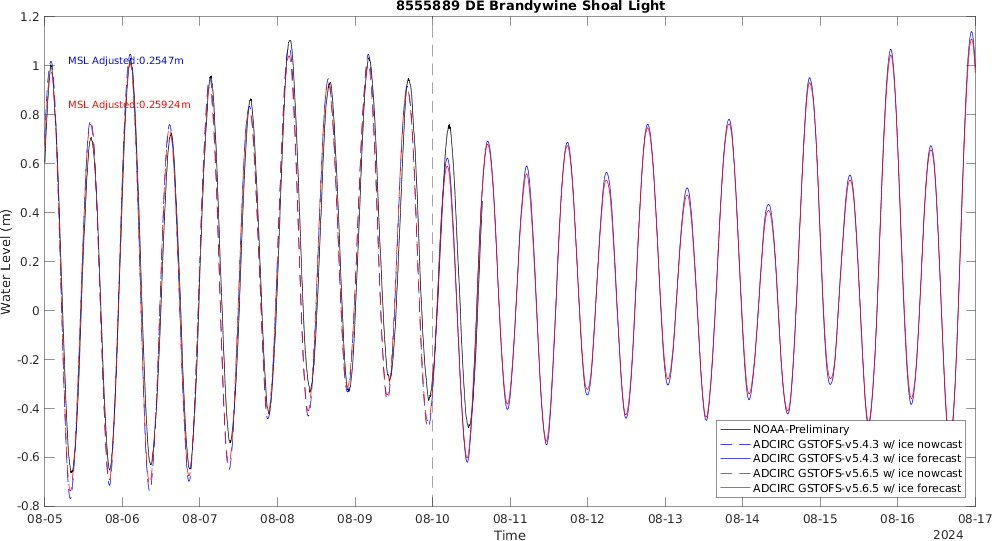 8555889 DE Brandywine Shoal Light
1.2
1
0.8
0.6
0.4
0.2
0
-0.2
-0.4
-0.6
-0.8
Water Level (m)
MSL Adjusted:0.2547m
MSL Adjusted:0.25924m
NOAA-Preliminary
ADCIRC GSTOFS-v5.4.3 w/ ice nowcast
ADCIRC GSTOFS-v5.4.3 w/ ice forecast
ADCIRC GSTOFS-v5.6.5 w/ ice nowcast
ADCIRC GSTOFS-v5.6.5 w/ ice forecast
08-05 08-06 08-07 08-08 08-09 08-10 08-11 08-12 08-13 08-14 08-15 08-16 08-17
Time
2024